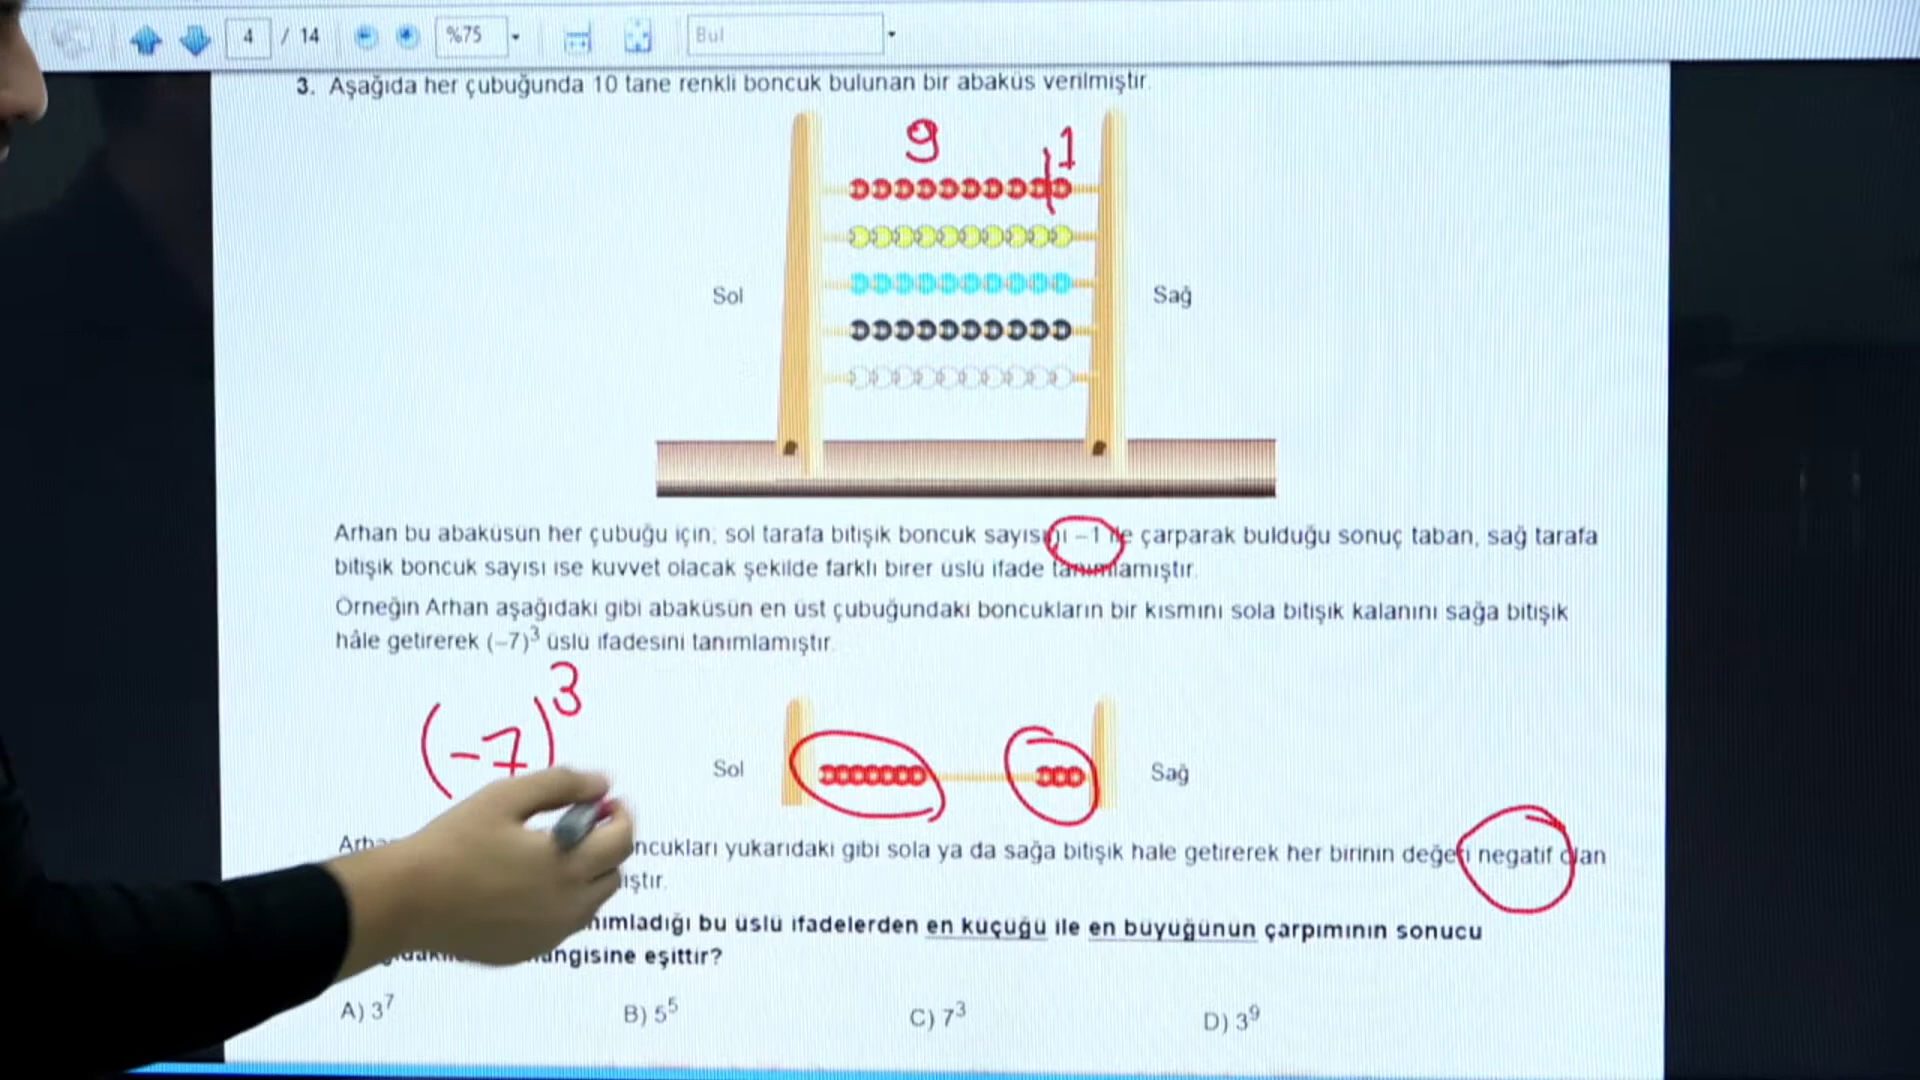 4 / 14 %75 Bul
3. Aşağıda her çubuğunda 10 tane renkli boncuk bulunan bir abaküs verilmiştir.
9 1
Sol Sağ
Arhan bu abaküsün her çubuğu için, sol tarafa bitişik boncuk sayısını –1 ile çarparak bulduğu sonuç taban, sağ tarafa
bitişik boncuk sayısı ise kuvvet olacak şekilde farklı birer üslü ifade tanımlamıştır.
Örneğin Arhan aşağıdaki gibi abaküsün en üst çubuğundaki boncukların bir kısmını sola bitişik kalanını sağa bitişik
hâle getirerek (–7)³ üslü ifadesini tanımlamıştır.
(-7)³
Sol Sağ
yukarıdaki gibi sola ya da sağa bitişik hale getirerek her birinin değeri negatif olan
bu üslü ifadelerden en küçüğü ile en büyüğünün çarpımının sonucu
eşittir?
A) 3⁷ B) 5⁵ C) 7³ D) 3⁹